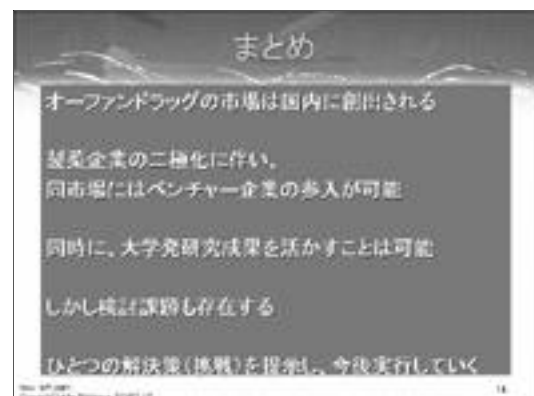 まとめ
オーファンドラッグの市場は国内に創出される
製薬企業の二極化に伴い、
同市場にはベンチャー企業の参入が可能
同時に、大学発研究成果を活かすことは可能
しかし検討課題も存在する
ひとつの解決策(挑戦)を提示し、今後実行していく